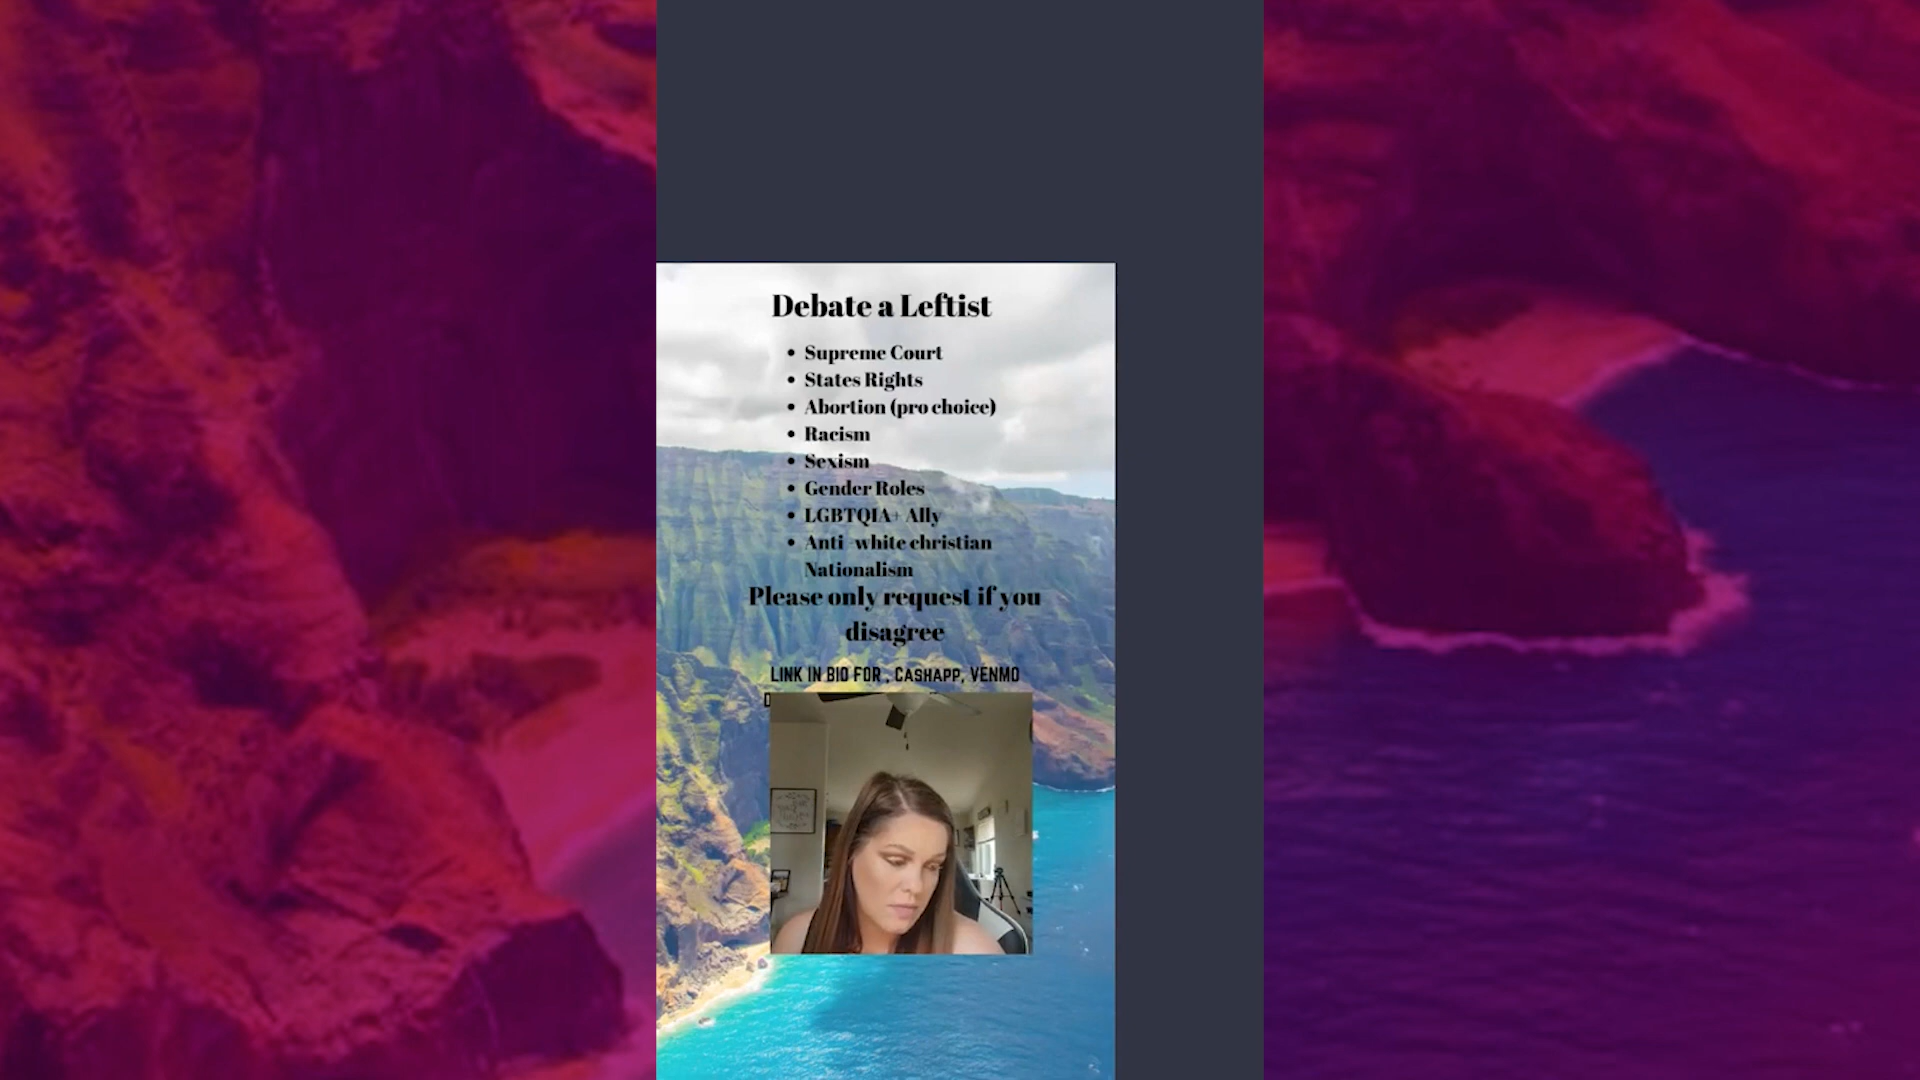 Debate a Leftist
• Supreme Court
• States Rights
• Abortion (pro choice)
• Racism
• Sexism
• Gender Roles
• LGBTQIA+ Ally
• Anti -white christian
Nationalism
Please only request if you
disagree
LINK IN BIO FOR , CASHAPP, VENMO